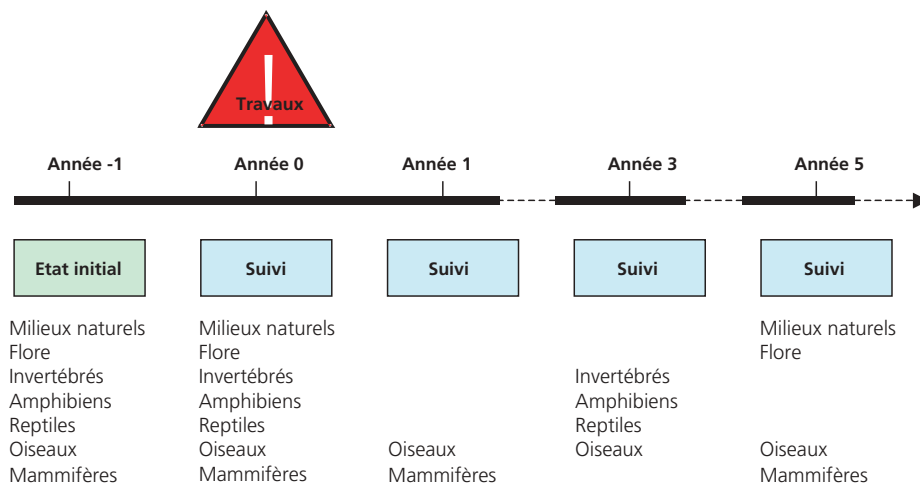 !
Travaux
Année -1 Année 0 Année 1 Année 3 Année 5
Etat initial Suivi Suivi Suivi Suivi
Milieux naturels Milieux naturels Milieux naturels
Flore Flore Flore
Invertébrés Invertébrés Invertébrés
Amphibiens Amphibiens Amphibiens
Reptiles Reptiles Reptiles
Oiseaux Oiseaux Oiseaux Oiseaux Oiseaux
Mammifères Mammifères Mammifères Mammifères